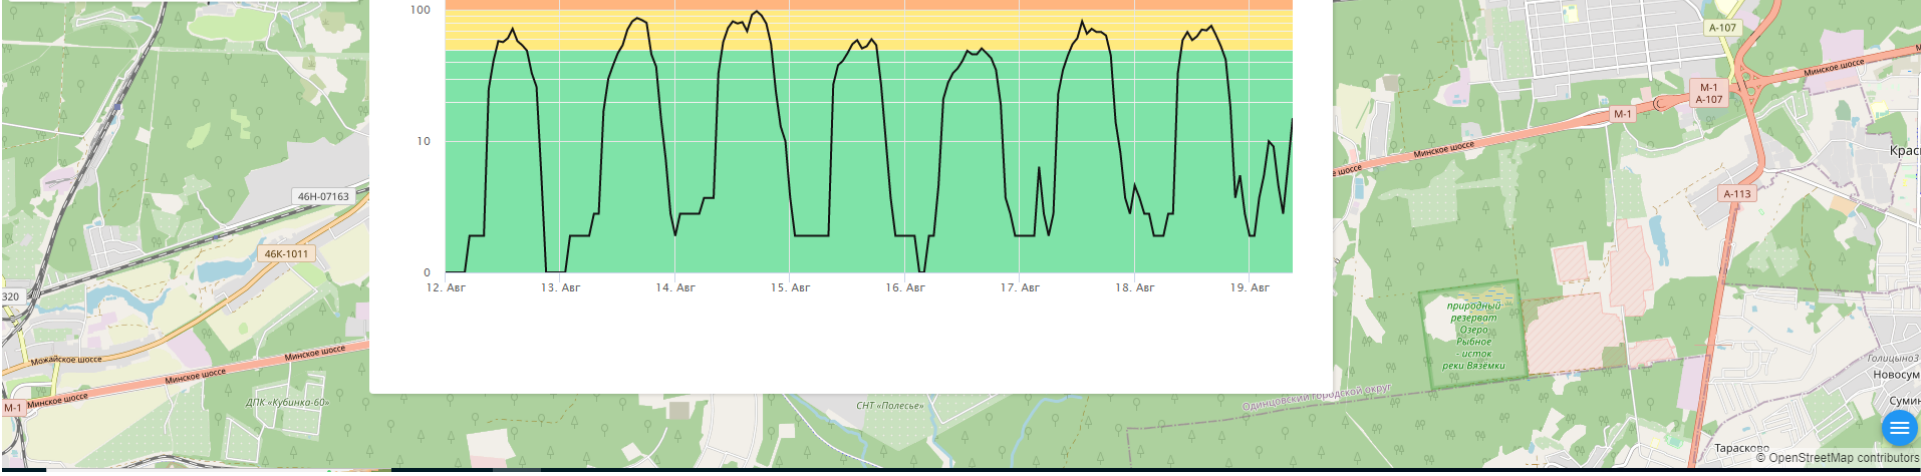 100
10
0
12. Авг
13. Авг
14. Авг
15. Авг
16. Авг
17. Авг
18. Авг
19. Авг
46Н-07163
46К-1011
320
Можайское шоссе
Минское шоссе
Минское шоссе
М-1
Минское шоссе
ДПК «Кубинка-60»
СНТ «Полесье»
А-107
Минское шоссе
М-1
А-107
М-1
Минское шоссе
е шоссе
Крас
А-113
природный
резерват
Озеро
Рыбное
- исток
реки Вязёмки
Одинцовский городской округ
Голицыно3
Новосум
Сумин
Тарасково
© OpenStreetMap contributors